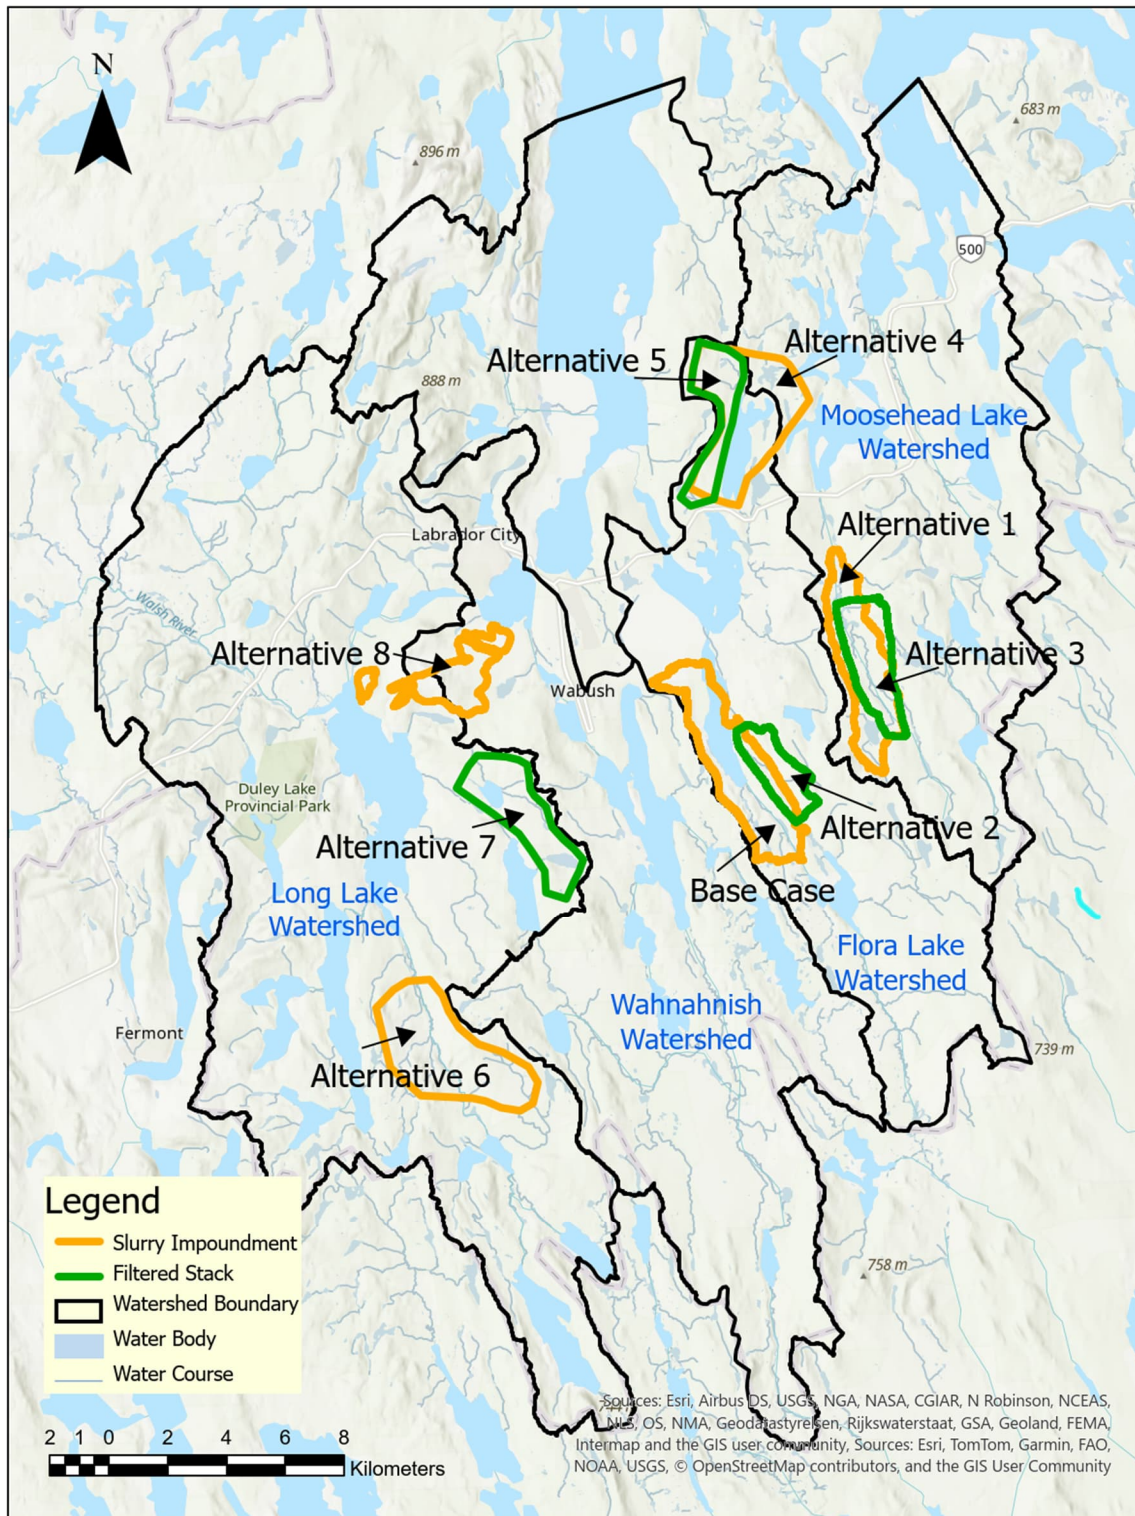 N
683 m
896 m
500
Alternative 5
Alternative 4
888 m
Moosehead Lake
Watershed
Alternative 1
Labrador City
Walsh River
Alternative 8
Alternative 3
Wabush
Duley Lake
Provincial Park
Alternative 7
Alternative 2
Base Case
Long Lake
Watershed
Flora Lake
Watershed
Wahnahnish
Watershed
Fermont
739 m
Alternative 6
Legend
Slurry Impoundment
Filtered Stack
Watershed Boundary
Water Body
Water Course
758 m
2 1 0 2 4 6 8
Kilometers
Sources: Esri, Airbus DS, USGS, NGA, NASA, CGIAR, N Robinson, NCEAS,
NLS, OS, NMA, Geodatastyrelsen, Rijkswaterstaat, GSA, Geoland, FEMA,
Intermap and the GIS user community, Sources: Esri, TomTom, Garmin, FAO,
NOAA, USGS, © OpenStreetMap contributors, and the GIS User Community